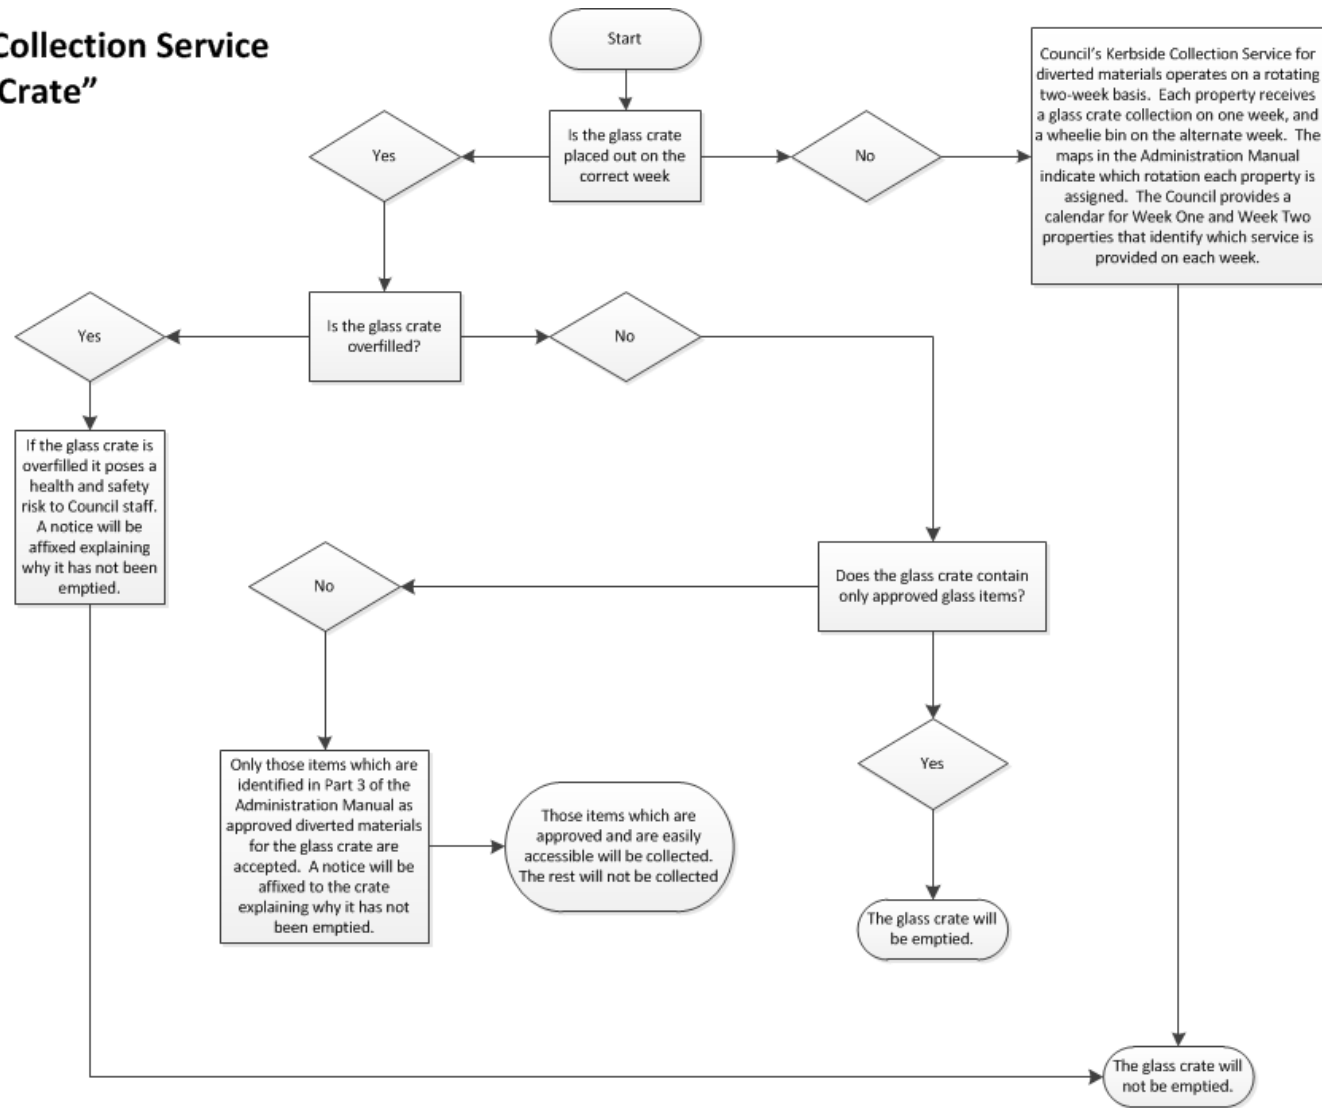 Collection Service
Crate”
Start
Is the glass crate
placed out on the
correct week
Yes
No
Council’s Kerbside Collection Service for
diverted materials operates on a rotating
two-week basis.  Each property receives
a glass crate collection on one week, and
a wheelie bin on the alternate week.  The
maps in the Administration Manual
indicate which rotation each property is
assigned.  The Council provides a
calendar for Week One and Week Two
properties that identify which service is
provided on each week.
Yes
Is the glass crate
overfilled?
No
If the glass crate is
overfilled it poses a
health and safety
risk to Council staff.
A notice will be
affixed explaining
why it has not been
emptied.
No
Does the glass crate contain
only approved glass items?
Yes
Only those items which are
identified in Part 3 of the
Administration Manual as
approved diverted materials
for the glass crate are
accepted.  A notice will be
affixed to the crate
explaining why it has not
been emptied.
Those items which are
approved and are easily
accessible will be collected.
The rest will not be collected
The glass crate will
be emptied.
The glass crate will
not be emptied.